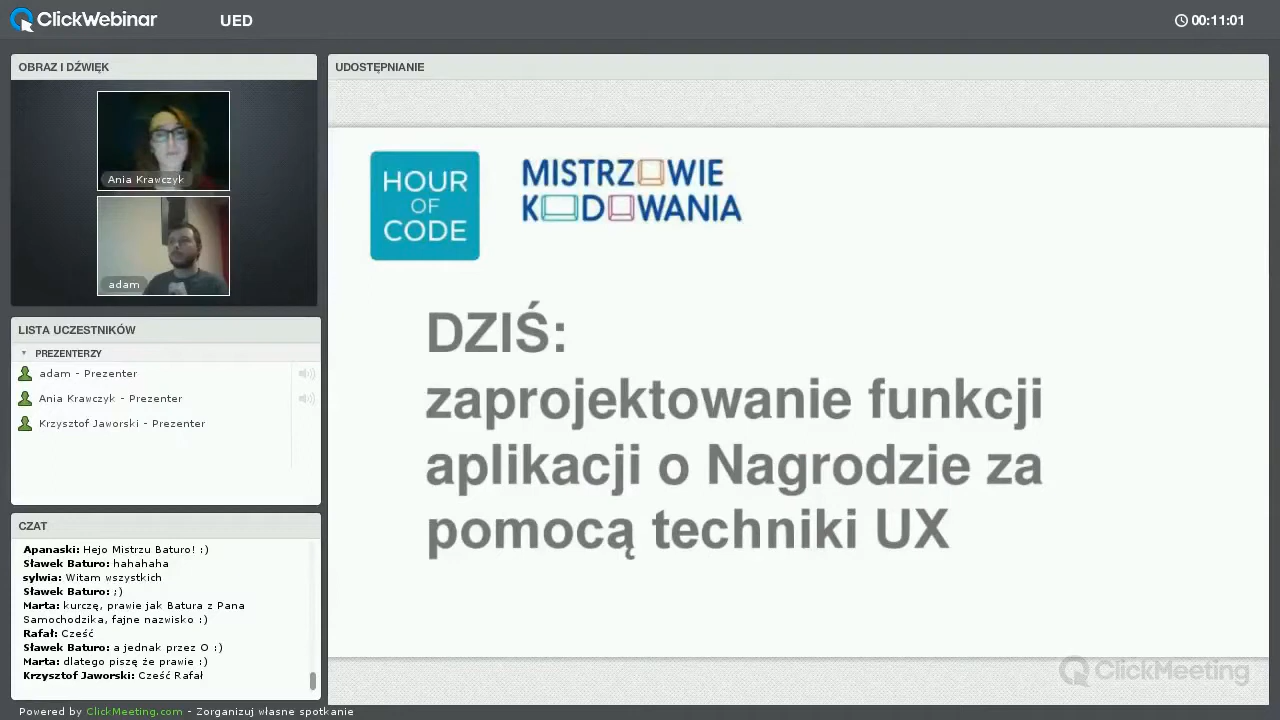 ClickWebinar
UED
00:11:01
OBRAZ I DŹWIĘK
Ania Krawczyk
adam
LISTA UCZESTNIKÓW
PREZENTERZY
adam - Prezenter
Ania Krawczyk - Prezenter
Krzysztof Jaworski - Prezenter
CZAT
Apanaski: Hejo Mistrzu Baturo! :)
Sławek Baturo: hahahaha
sylwia: Witam wszystkich
Sławek Baturo: ;)
Marta: kurczę, prawie jak Batura z Pana
Samochodzika, fajne nazwisko :)
Rafał: Cześć
Sławek Baturo: a jednak przez O :)
Marta: dlatego piszę że prawie :)
Krzysztof Jaworski: Cześć Rafał
UDOSTĘPNIANIE
HOUR
OF
CODE
MISTRZOWIE
KODOWANIA
DZIŚ:
zaprojektowanie funkcji
aplikacji o Nagrodzie za
pomocą techniki UX
ClickMeeting
Powered by ClickMeeting.com - Zorganizuj własne spotkanie